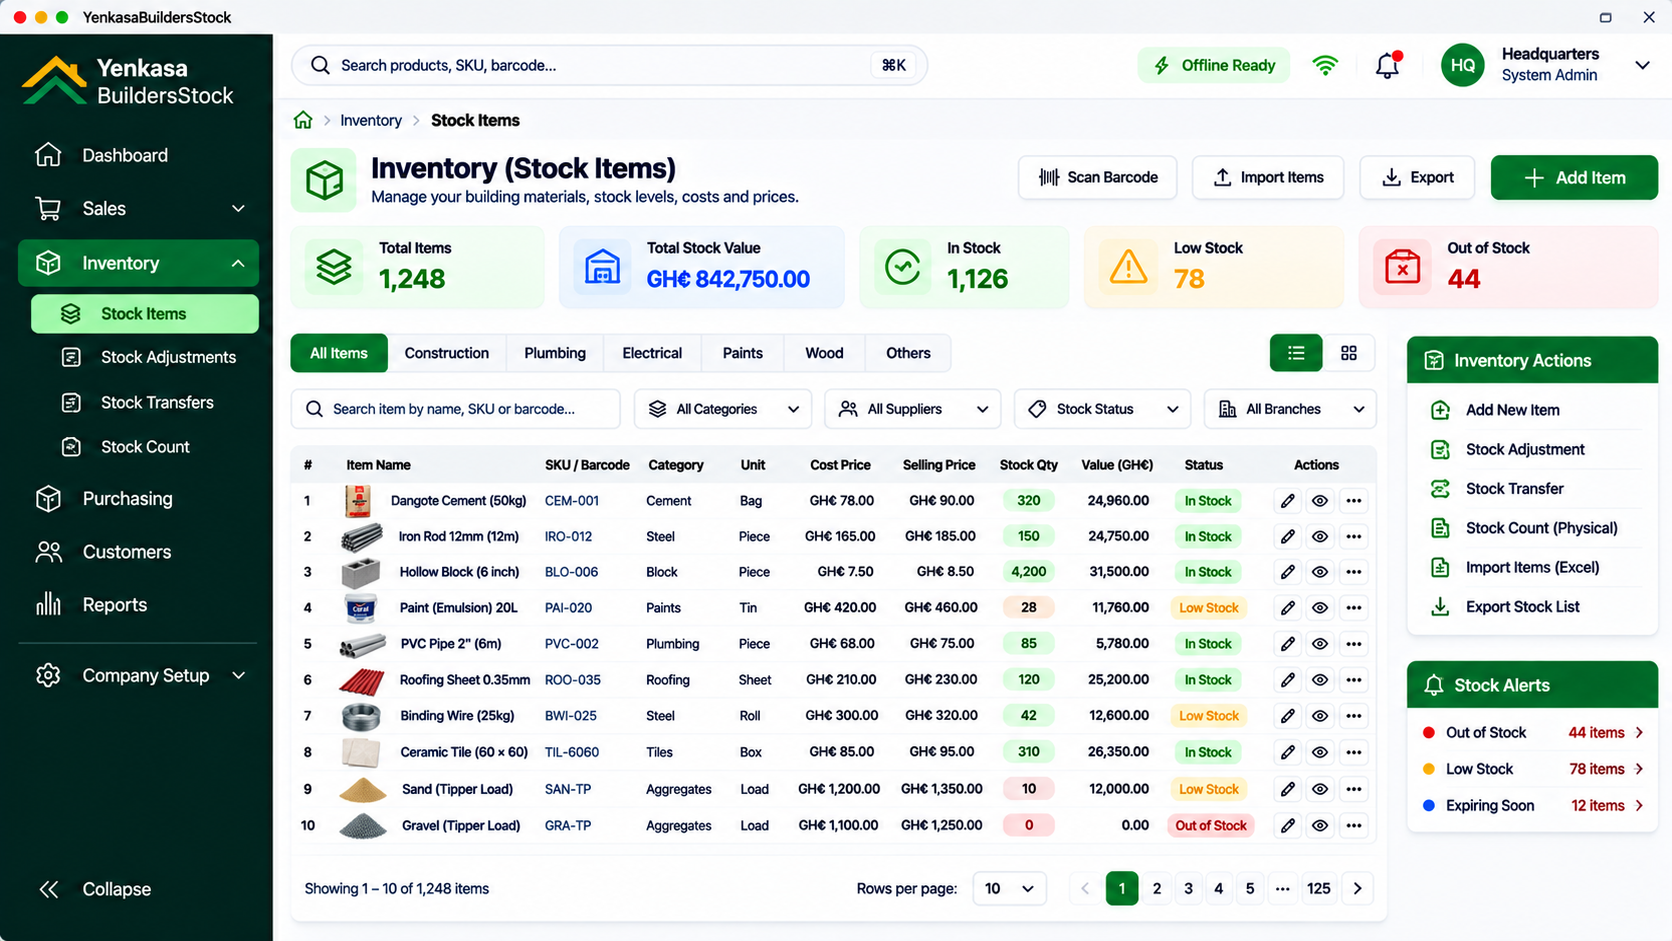 YenkasaBuildersStock
Yenkasa
BuildersStock
Dashboard
Sales
Inventory
Stock Items
Stock Adjustments
Stock Transfers
Stock Count
Purchasing
Customers
Reports
Company Setup
Collapse
Search products, SKU, barcode...
⌘K
Offline Ready
HQ
Headquarters
System Admin
Inventory > Stock Items
Inventory (Stock Items)
Manage your building materials, stock levels, costs and prices.
Scan Barcode
Import Items
Export
+ Add Item
Total Items
1,248
Total Stock Value
GH€ 842,750.00
In Stock
1,126
Low Stock
78
Out of Stock
44
All Items Construction Plumbing Electrical Paints Wood Others
Search item by name, SKU or barcode...
All Categories
All Suppliers
Stock Status
All Branches
# Item Name SKU / Barcode Category Unit Cost Price Selling Price Stock Qty Value (GH€) Status Actions
1 Dangote Cement (50kg) CEM-001 Cement Bag GH€ 78.00 GH€ 90.00 320 24,960.00 In Stock
2 Iron Rod 12mm (12m) IRO-012 Steel Piece GH€ 165.00 GH€ 185.00 150 24,750.00 In Stock
3 Hollow Block (6 inch) BLO-006 Block Piece GH€ 7.50 GH€ 8.50 4,200 31,500.00 In Stock
4 Paint (Emulsion) 20L PAI-020 Paints Tin GH€ 420.00 GH€ 460.00 28 11,760.00 Low Stock
5 PVC Pipe 2" (6m) PVC-002 Plumbing Piece GH€ 68.00 GH€ 75.00 85 5,780.00 In Stock
6 Roofing Sheet 0.35mm ROO-035 Roofing Sheet GH€ 210.00 GH€ 230.00 120 25,200.00 In Stock
7 Binding Wire (25kg) BWI-025 Steel Roll GH€ 300.00 GH€ 320.00 42 12,600.00 Low Stock
8 Ceramic Tile (60 × 60) TIL-6060 Tiles Box GH€ 85.00 GH€ 95.00 310 26,350.00 In Stock
9 Sand (Tipper Load) SAN-TP Aggregates Load GH€ 1,200.00 GH€ 1,350.00 10 12,000.00 Low Stock
10 Gravel (Tipper Load) GRA-TP Aggregates Load GH€ 1,100.00 GH€ 1,250.00 0 0.00 Out of Stock
Showing 1 – 10 of 1,248 items
Rows per page: 10
1 2 3 4 5 ... 125
Inventory Actions
Add New Item
Stock Adjustment
Stock Transfer
Stock Count (Physical)
Import Items (Excel)
Export Stock List
Stock Alerts
Out of Stock 44 items
Low Stock 78 items
Expiring Soon 12 items